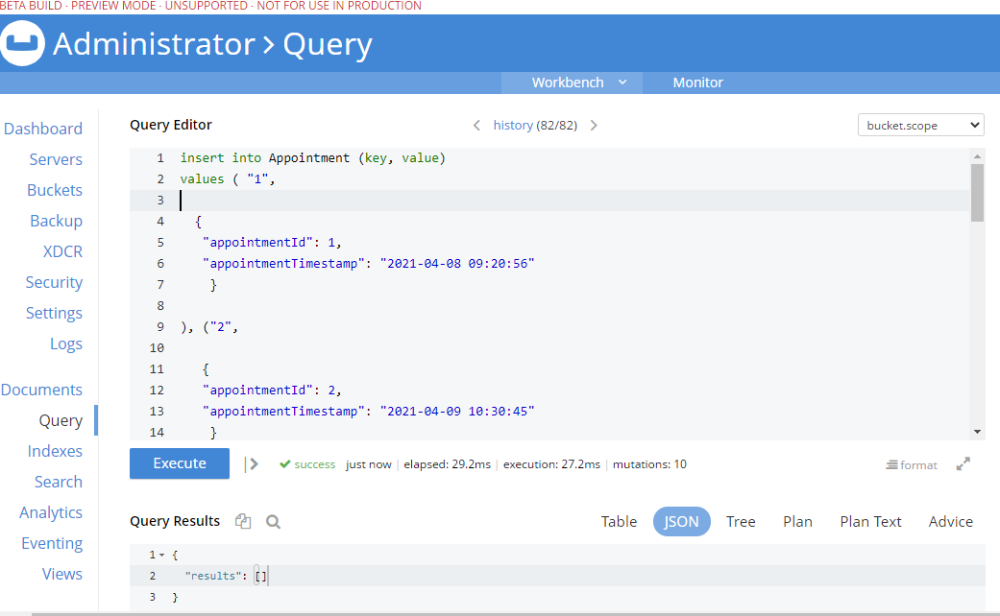 BETA BUILD · PREVIEW MODE · UNSUPPORTED · NOT FOR USE IN PRODUCTION
Administrator > Query
Workbench Monitor
Dashboard
Servers
Buckets
Backup
XDCR
Security
Settings
Logs
Documents
Query
Indexes
Search
Analytics
Eventing
Views
Query Editor < history (82/82) > bucket.scope
1 insert into Appointment (key, value)
2 values ( "1",
3
4 {
5 "appointmentId": 1,
6 "appointmentTimestamp": "2021-04-08 09:20:56"
7 }
8
9 ), ("2",
10
11 {
12 "appointmentId": 2,
13 "appointmentTimestamp": "2021-04-09 10:30:45"
14 }
Execute success just now | elapsed: 29.2ms | execution: 27.2ms | mutations: 10 format
Query Results Table JSON Tree Plan Plan Text Advice
1 {
2 "results": []
3 }